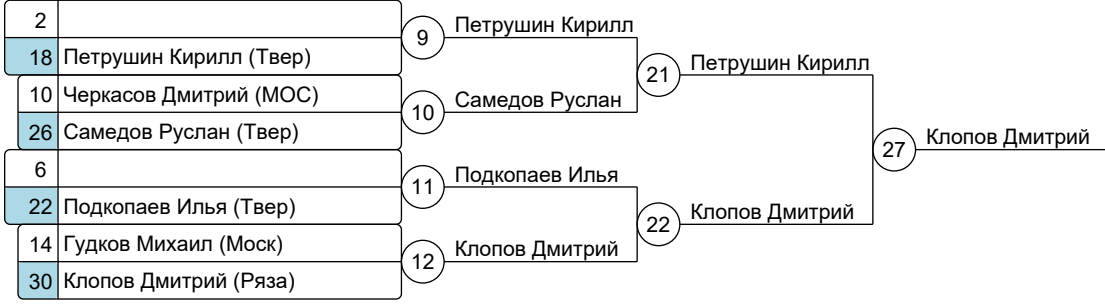 2
18 Петрушин Кирилл (Твер)
10 Черкасов Дмитрий (МОС)
26 Самедов Руслан (Твер)
6
22 Подкопаев Илья (Твер)
14 Гудков Михаил (Моск)
30 Клопов Дмитрий (Ряза)
9 Петрушин Кирилл
10 Самедов Руслан
11 Подкопаев Илья
12 Клопов Дмитрий
21 Петрушин Кирилл
22 Клопов Дмитрий
27 Клопов Дмитрий